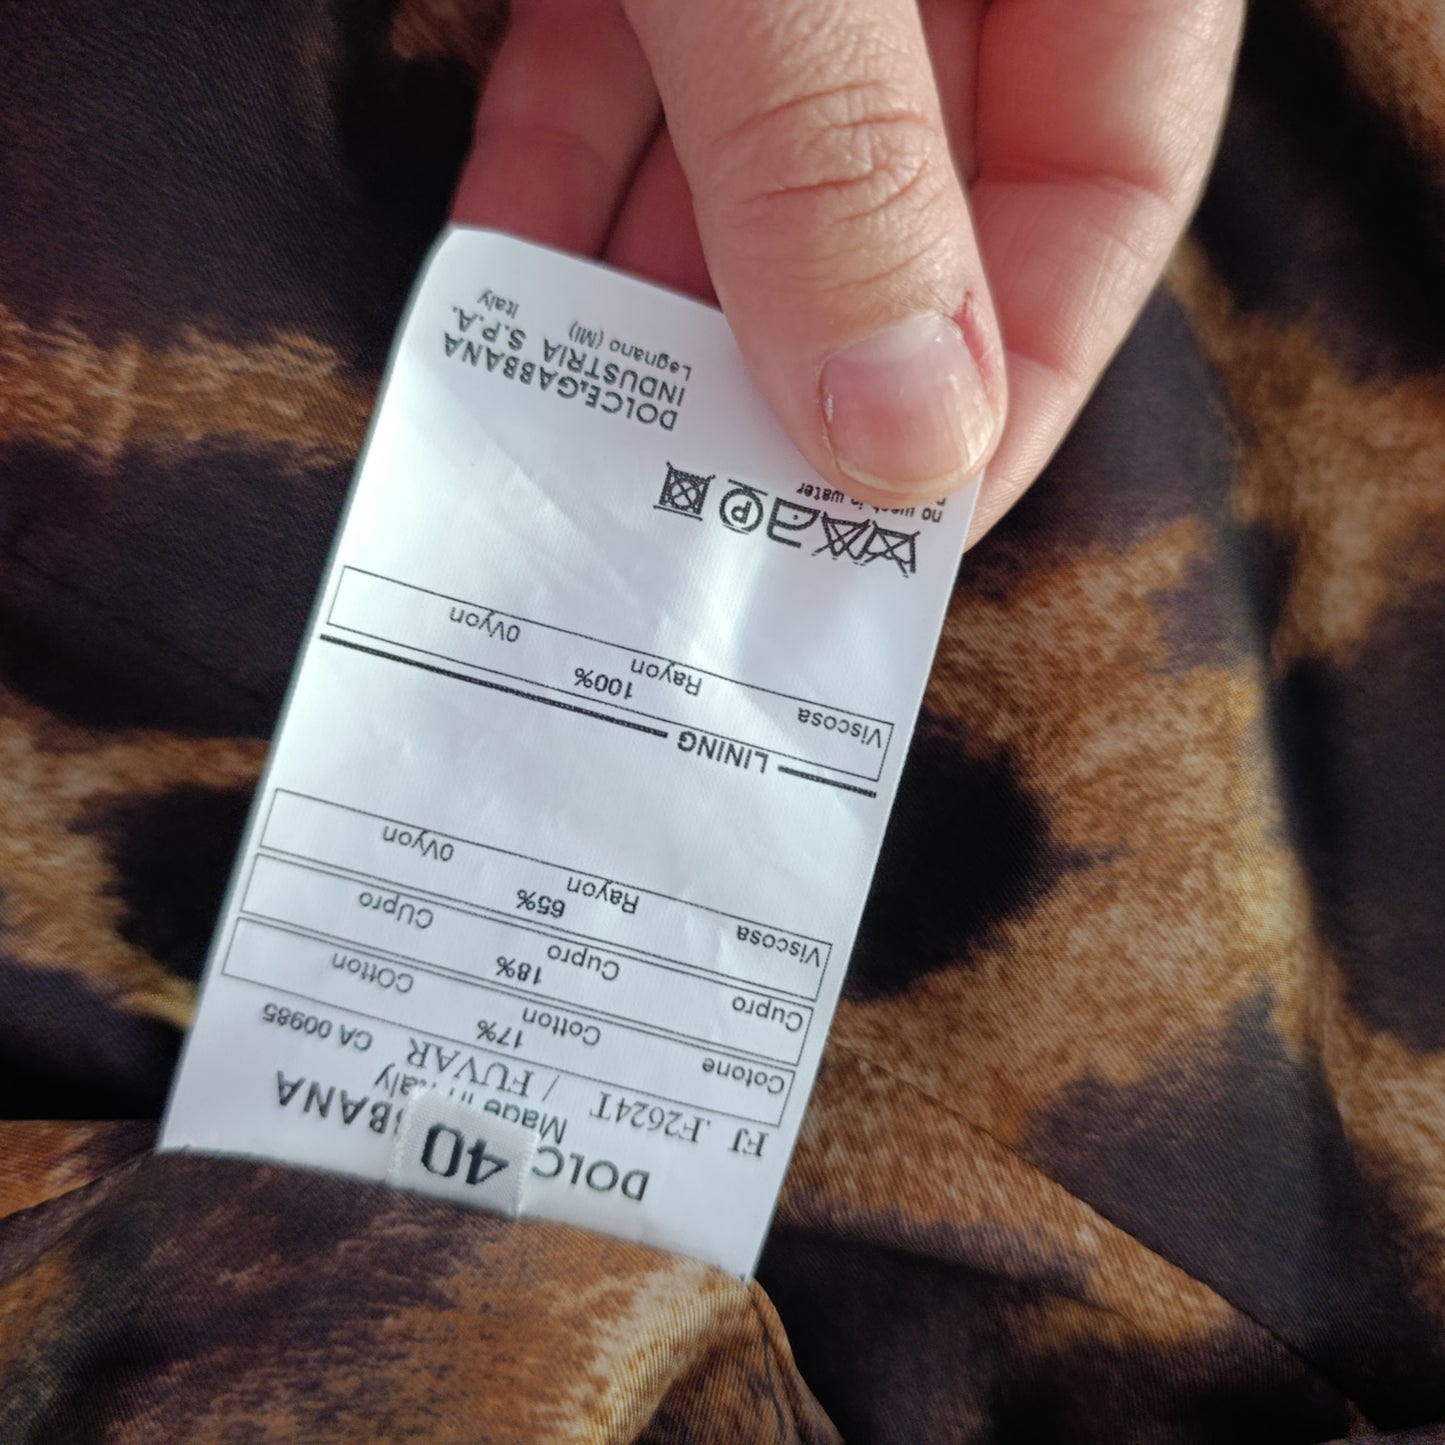 DOLC BBANA
40
Made in Italy
FJ .F2624T / FUVAR CA 00985
Cotone 17% Cotton COtton
Cupro 18% Cupro CUpro
Viscosa 65% Rayon 0Vyon
LINING
Viscosa 100% Rayon 0Vyon
no wash in water
DOLCE&GABBANA
INDUSTRIA S.P.A.
Legnano (MI)
Italy